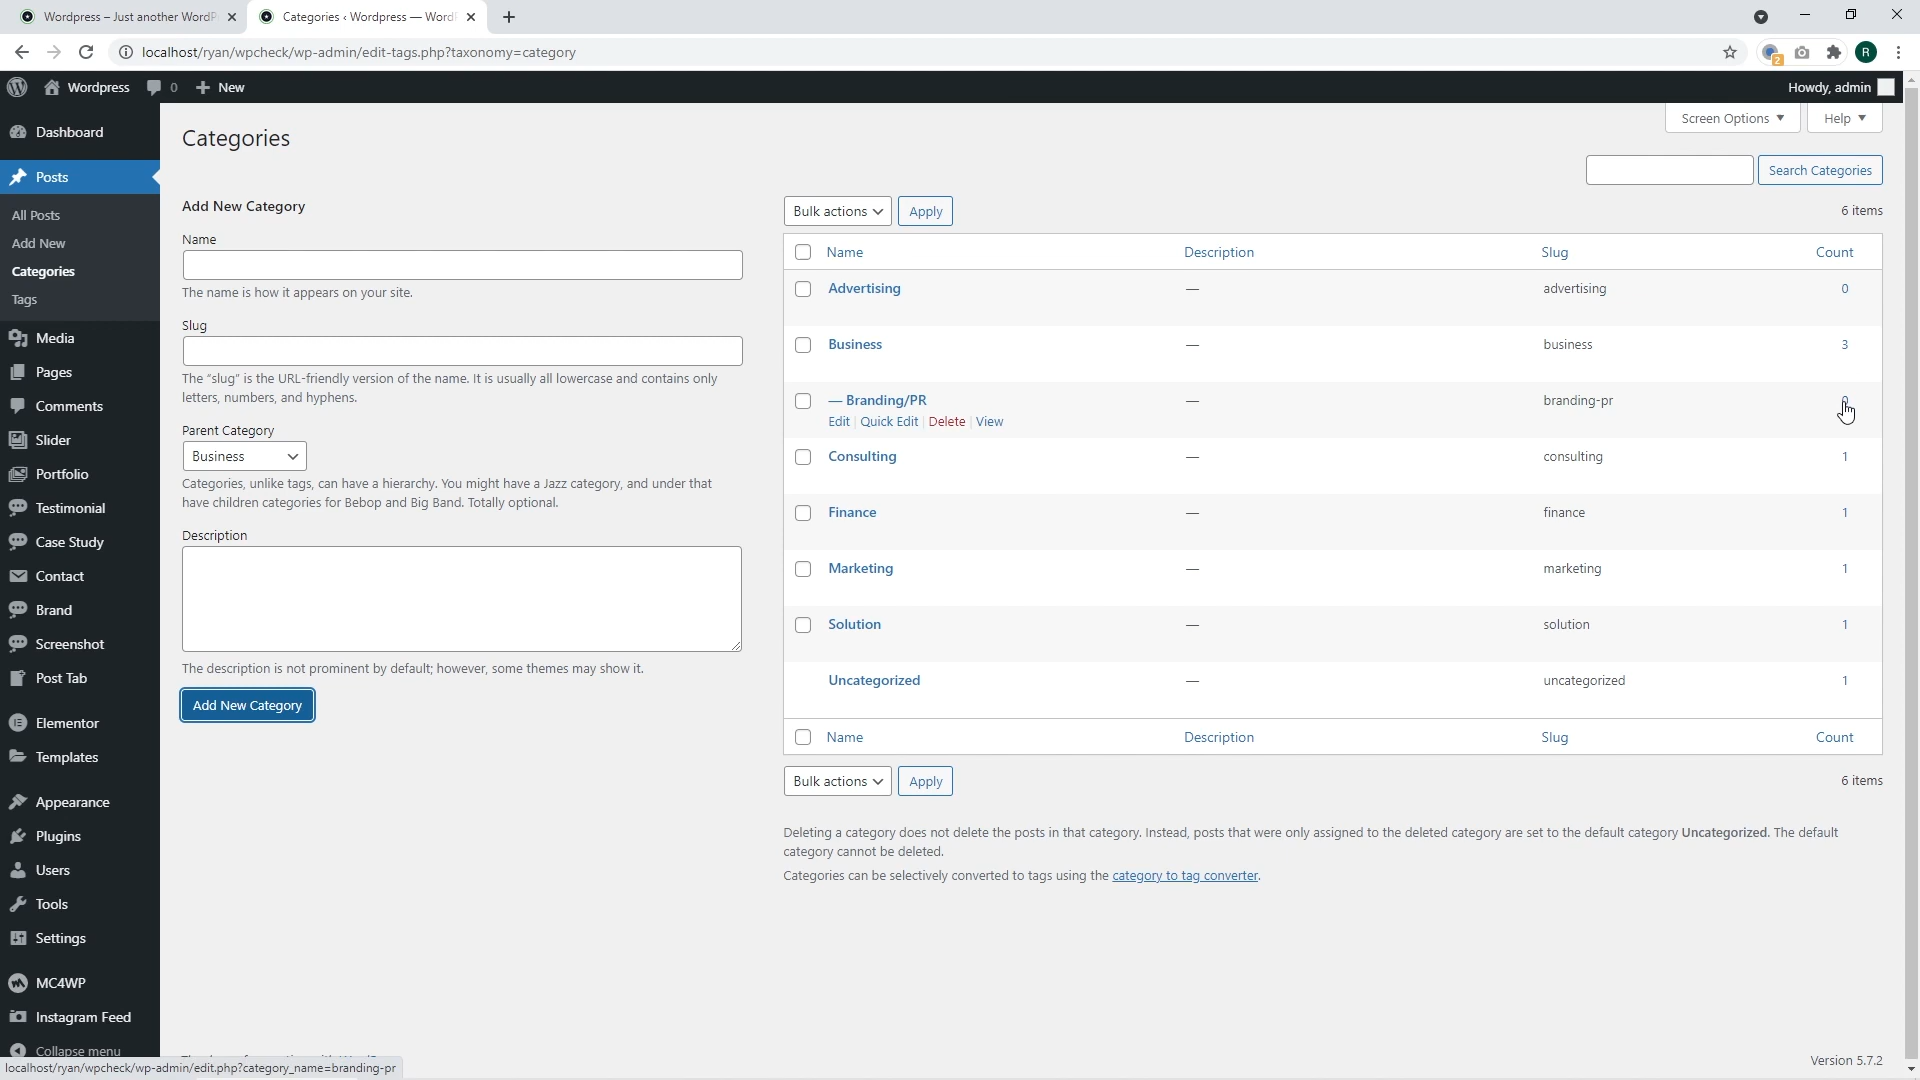 Wordpress – Just another WordP
Categories ‹ Wordpress — Word
localhost/ryan/wpcheck/wp-admin/edit-tags.php?taxonomy=category
2
R
Wordpress
0
New
Howdy, admin
Dashboard
Posts
All Posts
Add New
Categories
Tags
Media
Pages
Comments
Slider
Portfolio
Testimonial
Case Study
Contact
Brand
Screenshot
Post Tab
Elementor
Templates
Appearance
Plugins
Users
Tools
Settings
MC4WP
Instagram Feed
Collapse menu
Categories
Screen Options
Help
Search Categories
Add New Category
Name
The name is how it appears on your site.
Slug
The “slug” is the URL-friendly version of the name. It is usually all lowercase and contains only
letters, numbers, and hyphens.
Parent Category
Business
Categories, unlike tags, can have a hierarchy. You might have a Jazz category, and under that
have children categories for Bebop and Big Band. Totally optional.
Description
The description is not prominent by default; however, some themes may show it.
Add New Category
Bulk actions
Apply
6 items
Name Description Slug Count
Advertising — advertising 0
Business — business 3
— Branding/PR — branding-pr
Edit | Quick Edit | Delete | View
Consulting — consulting 1
Finance — finance 1
Marketing — marketing 1
Solution — solution 1
Uncategorized — uncategorized 1
Name Description Slug Count
Bulk actions
Apply
6 items
Deleting a category does not delete the posts in that category. Instead, posts that were only assigned to the deleted category are set to the default category Uncategorized. The default
category cannot be deleted.
Categories can be selectively converted to tags using the category to tag converter.
Version 5.7.2
localhost/ryan/wpcheck/wp-admin/edit.php?category_name=branding-pr